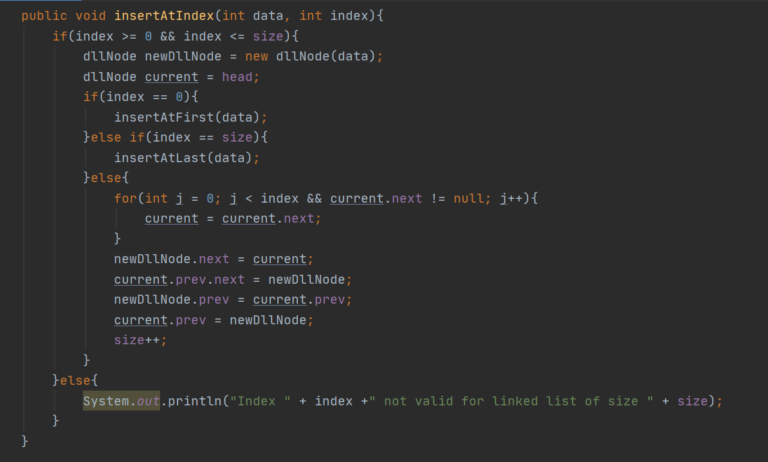 public void insertAtIndex(int data, int index){
if(index >= 0 && index <= size){
dllNode newDllNode = new dllNode(data);
dllNode current = head;
if(index == 0){
insertAtFirst(data);
}else if(index == size){
insertAtLast(data);
}else{
for(int j = 0; j < index && current.next != null; j++){
current = current.next;
}
newDllNode.next = current;
current.prev.next = newDllNode;
newDllNode.prev = current.prev;
current.prev = newDllNode;
size++;
}
}else{
System.out.println("Index " + index +" not valid for linked list of size " + size);
}
}